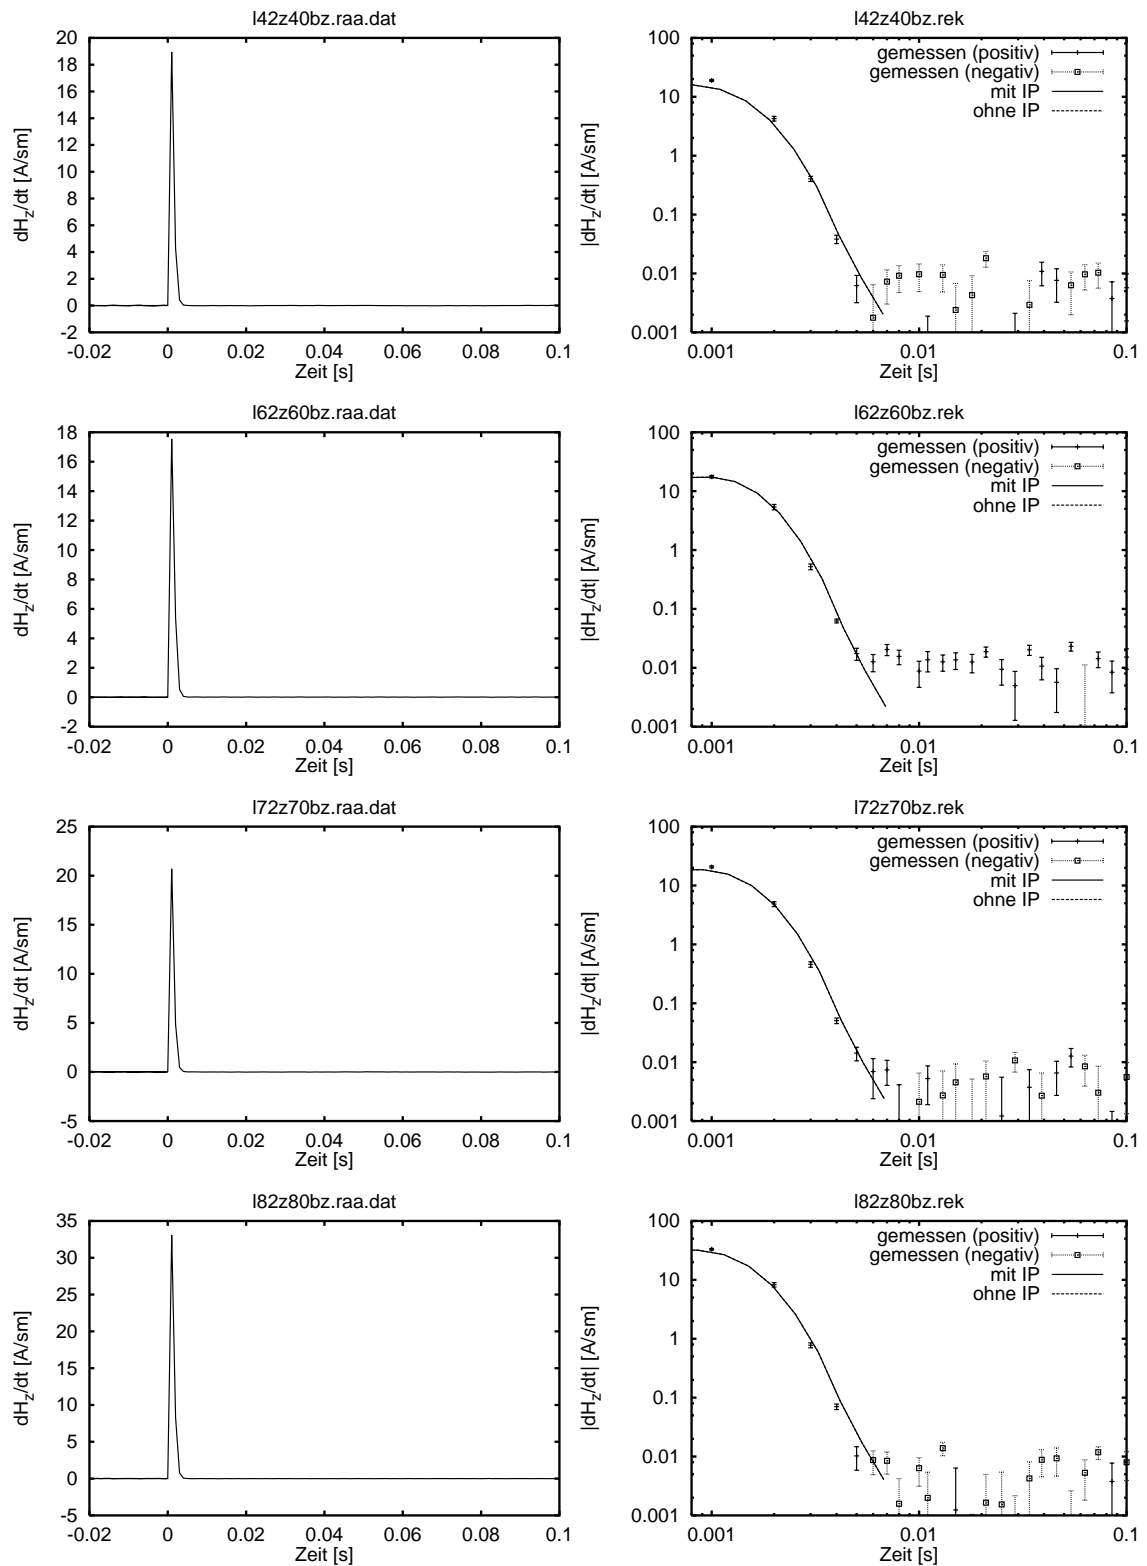 l42z40bz.raa.dat
20
18
16
14
12
10
8
6
4
2
0
-2
dHz/dt [A/sm]
-0.02 0 0.02 0.04 0.06 0.08 0.1
Zeit [s]
l42z40bz.rek
100
10
1
0.1
0.01
0.001
|dHz/dt| [A/sm]
gemessen (positiv)
gemessen (negativ)
mit IP
ohne IP
0.001 0.01 0.1
Zeit [s]
l62z60bz.raa.dat
18
16
14
12
10
8
6
4
2
0
-2
dHz/dt [A/sm]
-0.02 0 0.02 0.04 0.06 0.08 0.1
Zeit [s]
l62z60bz.rek
100
10
1
0.1
0.01
0.001
|dHz/dt| [A/sm]
gemessen (positiv)
gemessen (negativ)
mit IP
ohne IP
0.001 0.01 0.1
Zeit [s]
l72z70bz.raa.dat
25
20
15
10
5
0
-5
dHz/dt [A/sm]
-0.02 0 0.02 0.04 0.06 0.08 0.1
Zeit [s]
l72z70bz.rek
100
10
1
0.1
0.01
0.001
|dHz/dt| [A/sm]
gemessen (positiv)
gemessen (negativ)
mit IP
ohne IP
0.001 0.01 0.1
Zeit [s]
l82z80bz.raa.dat
35
30
25
20
15
10
5
0
-5
dHz/dt [A/sm]
-0.02 0 0.02 0.04 0.06 0.08 0.1
Zeit [s]
l82z80bz.rek
100
10
1
0.1
0.01
0.001
|dHz/dt| [A/sm]
gemessen (positiv)
gemessen (negativ)
mit IP
ohne IP
0.001 0.01 0.1
Zeit [s]